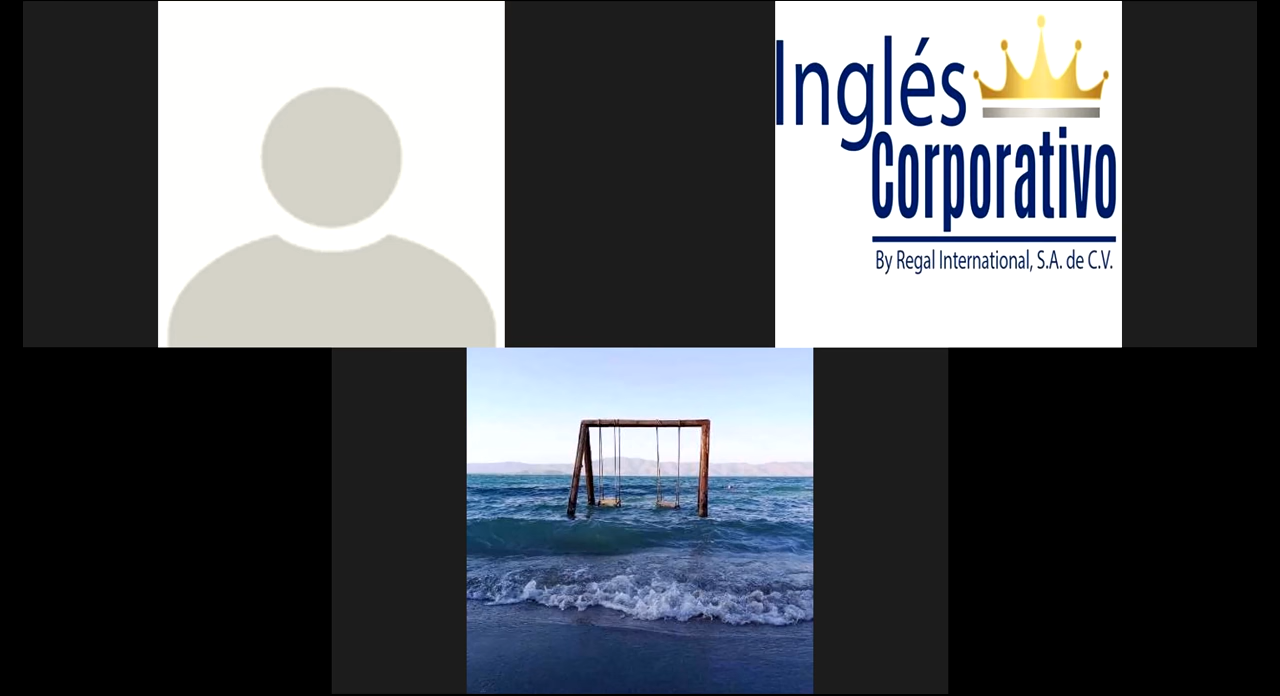 Inglés
Corporativo
By Regal International, S.A. de C.V.